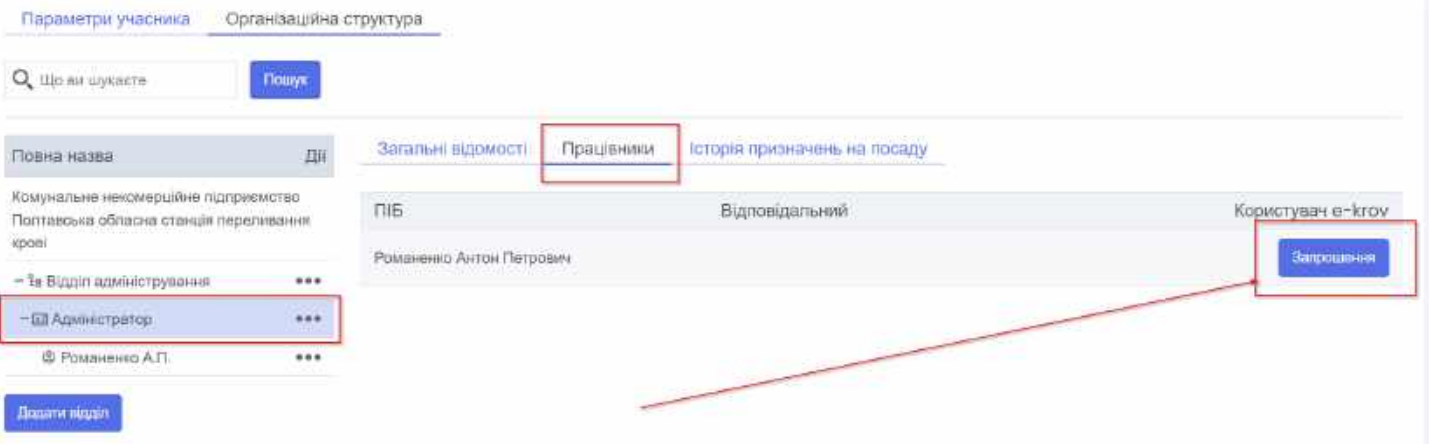 Параметри учасника Організаційна структура
Що ви шукаєте Пошук
Повна назва Дії
Комунальне некомерційне підприємство
Полтавська обласна станція переливання
крові
Відділ адміністрування
Адміністратор
Романенко А.П.
Додати відділ
Загальні відомості Працівники Історія призначень на посаду
ПІБ Відповідальний Користувач e-krov
Романенко Антон Петрович Запрошення